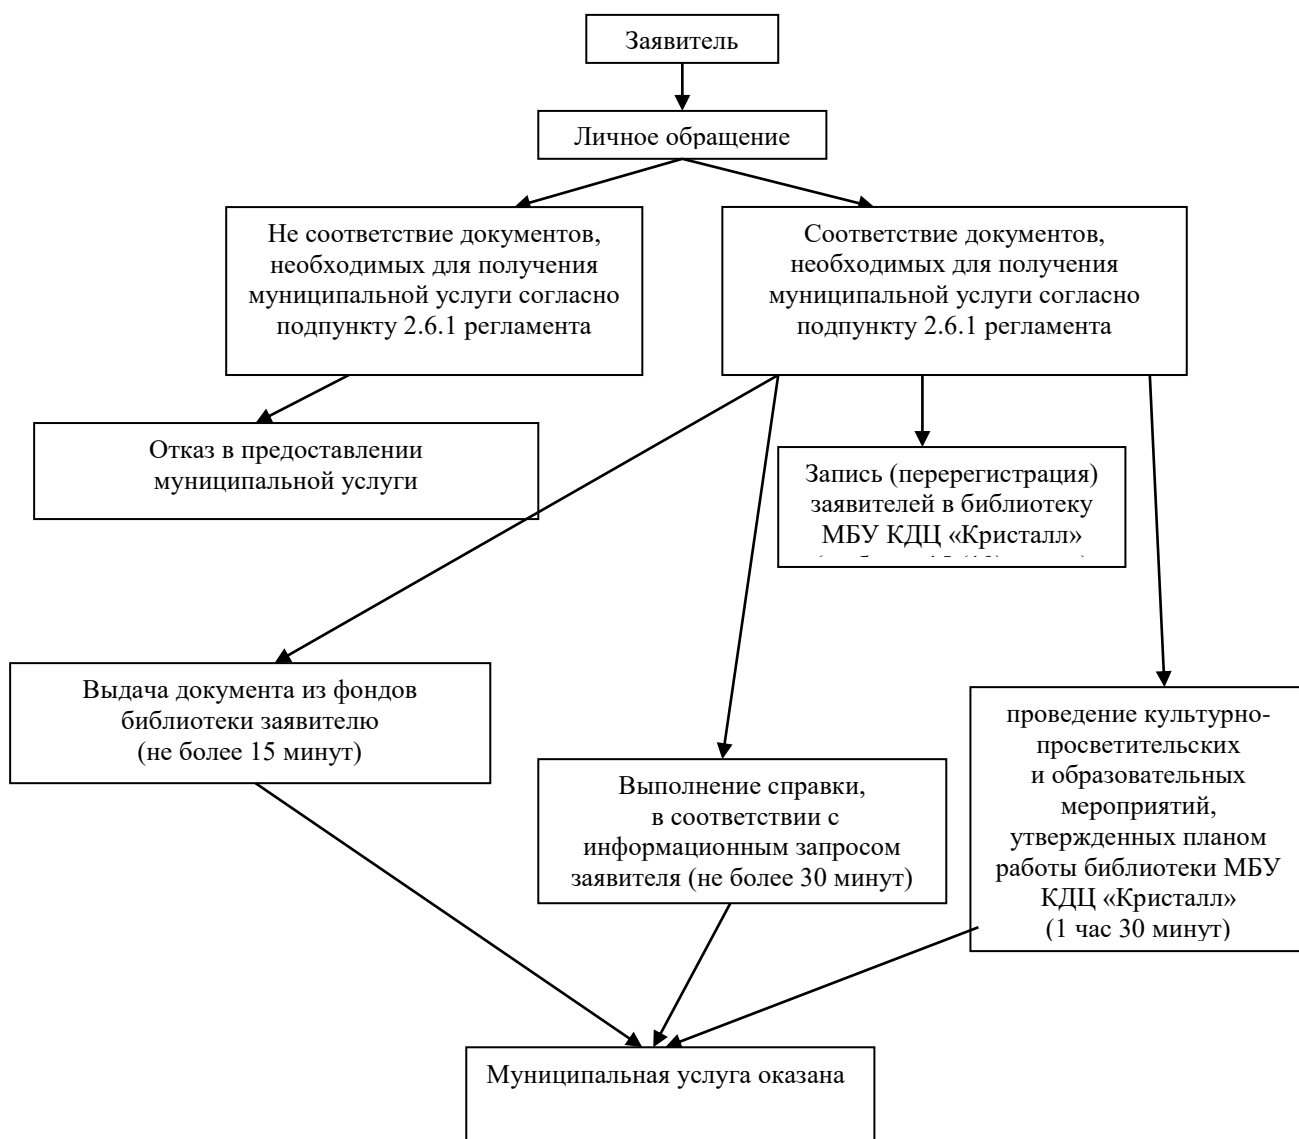 Заявитель
Личное обращение
Не соответствие документов,
необходимых для получения
муниципальной услуги согласно
подпункту 2.6.1 регламента
Соответствие документов,
необходимых для получения
муниципальной услуги согласно
подпункту 2.6.1 регламента
Отказ в предоставлении
муниципальной услуги
Запись (перерегистрация)
заявителей в библиотеку
МБУ КДЦ «Кристалл»
Выдача документа из фондов
библиотеки заявителю
(не более 15 минут)
Выполнение справки,
в соответствии с
информационным запросом
заявителя (не более 30 минут)
проведение культурно-
просветительских
и образовательных
мероприятий,
утвержденных планом
работы библиотеки МБУ
КДЦ «Кристалл»
(1 час 30 минут)
Муниципальная услуга оказана